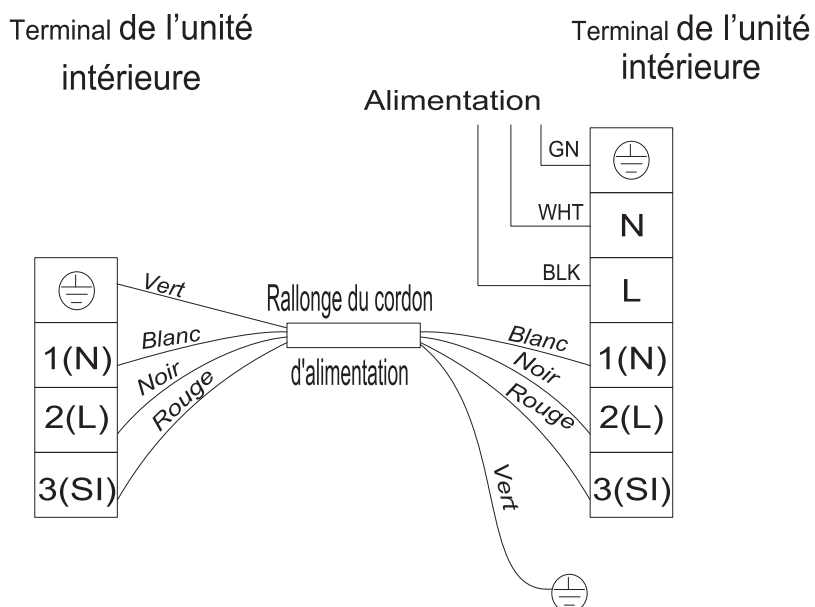 Terminal de l'unité
intérieure
Terminal de l'unité
intérieure
Alimentation
GN
WHT
N
BLK
L
Vert
Rallonge du cordon
d'alimentation
1(N)
Blanc
Blanc
1(N)
2(L)
Noir
Noir
2(L)
3(SI)
Rouge
Rouge
3(SI)
Vert